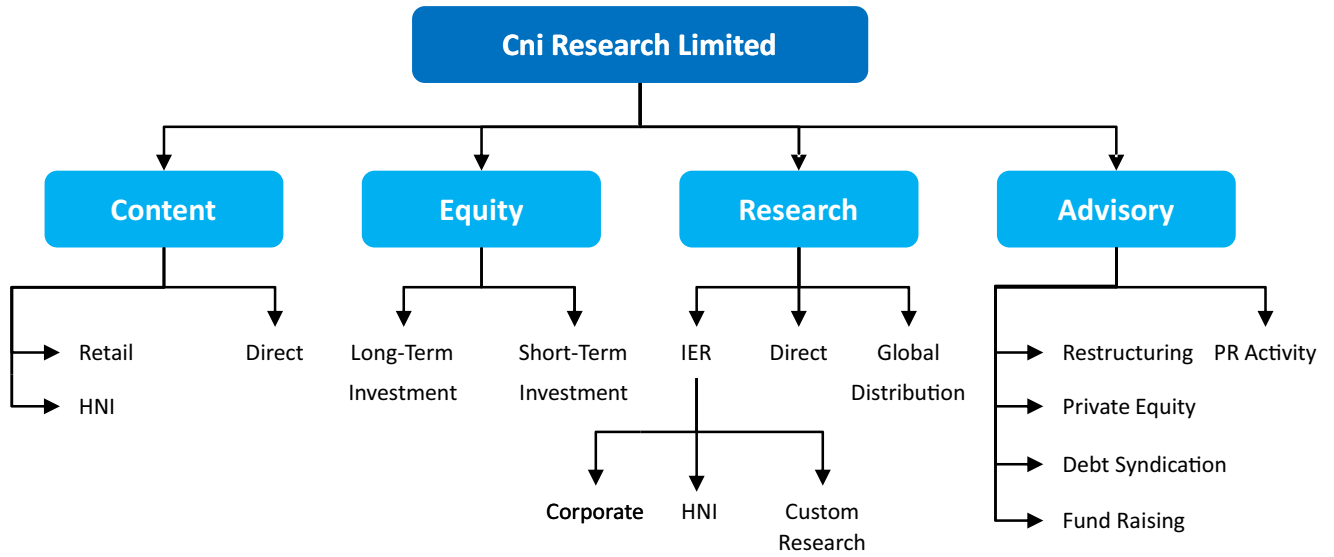 Cni Research Limited
Content
Equity
Research
Advisory
Retail
HNI
Direct
Long-Term
Investment
Short-Term
Investment
IER
Direct
Global
Distribution
Corporate
HNI
Custom
Research
Restructuring
Private Equity
Debt Syndication
Fund Raising
PR Activity